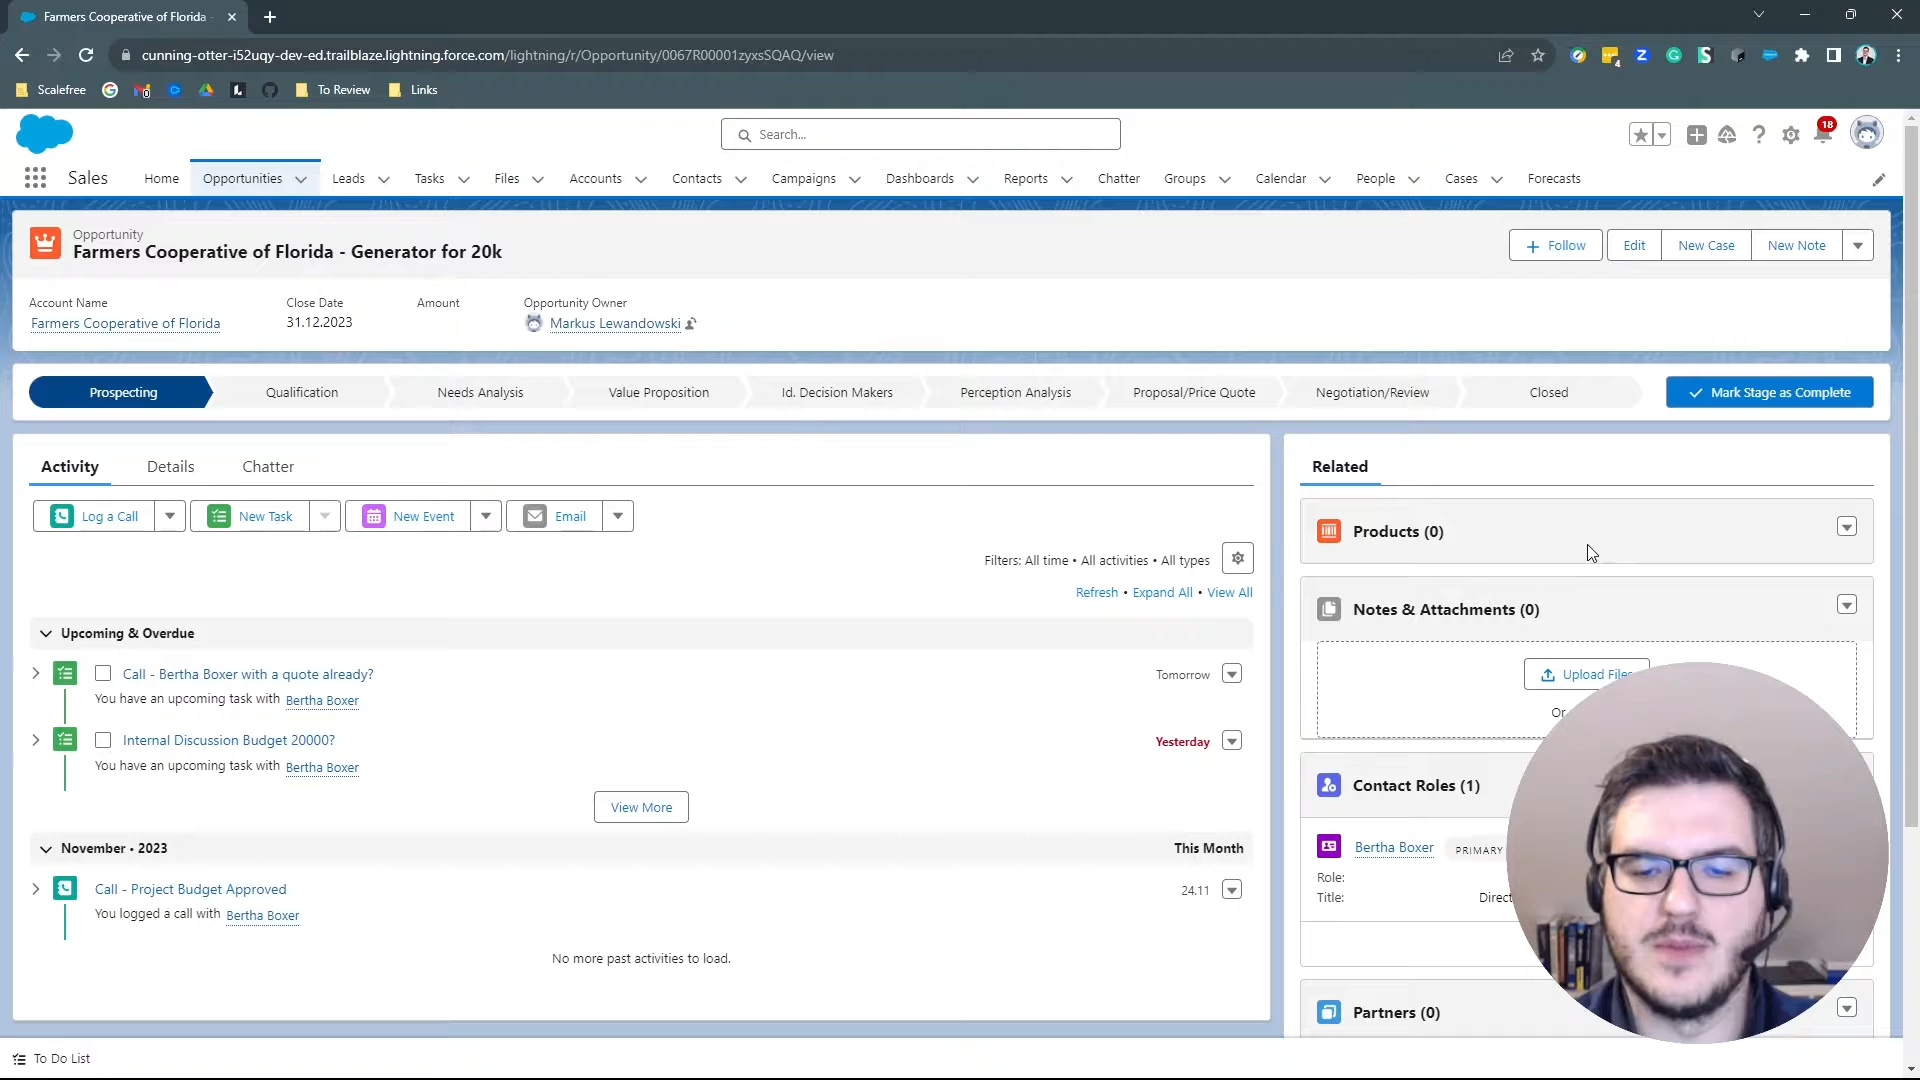 Farmers Cooperative of Florida
cunning-otter-i52uqy-dev-ed.trailblaze.lightning.force.com/lightning/r/Opportunity/0067R00001zyxsSQAQ/view
4
Scalefree
0
To Review
Links
Search...
18
Sales
Home
Opportunities
Leads
Tasks
Files
Accounts
Contacts
Campaigns
Dashboards
Reports
Chatter
Groups
Calendar
People
Cases
Forecasts
Opportunity
Farmers Cooperative of Florida - Generator for 20k
Follow
Edit
New Case
New Note
Account Name
Close Date
Amount
Opportunity Owner
Farmers Cooperative of Florida
31.12.2023
Markus Lewandowski
Prospecting
Qualification
Needs Analysis
Value Proposition
Id. Decision Makers
Perception Analysis
Proposal/Price Quote
Negotiation/Review
Closed
Mark Stage as Complete
Activity
Details
Chatter
Log a Call
New Task
New Event
Email
Filters: All time • All activities • All types
Refresh • Expand All • View All
Upcoming & Overdue
Call - Bertha Boxer with a quote already?
Tomorrow
You have an upcoming task with Bertha Boxer
Internal Discussion Budget 20000?
Yesterday
You have an upcoming task with Bertha Boxer
View More
November • 2023
This Month
Call - Project Budget Approved
24.11
You logged a call with Bertha Boxer
No more past activities to load.
Related
Products (0)
Notes & Attachments (0)
Upload Files
Or
Contact Roles (1)
Bertha Boxer
PRIMARY
Role:
Title:
Direct
Partners (0)
To Do List